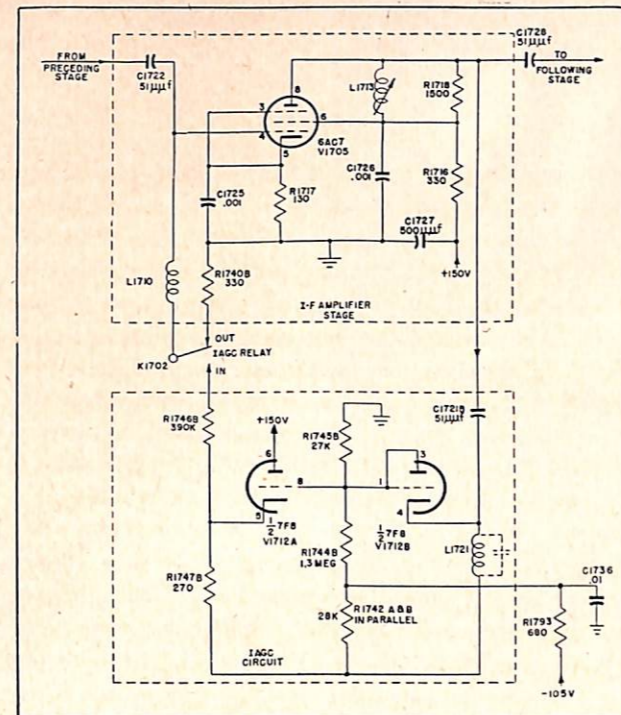 C1728
51μμf
FROM
PRECEDING
STAGE
C1722
51μμf
TO
FOLLOWING
STAGE
8
L1713
R1718
1500
3
6
4
6AC7
V1705
5
C1726
.001
R1716
330
C1725
.001
R1717
130
C1727
500μμf
+150V
L1710
R1740B
330
I-F AMPLIFIER
STAGE
OUT
IAGC RELAY
K1702
IN
C1721B
51μμf
R1746B
390K
+150V
6
R1745B
27K
3
8
1
5
4
1/2 7F8
V1712A
1/2 7F8
V1712B
R1744B
1.3 MEG
L1721
C1736
.01
R1747B
270
28K
R1742 A&B
IN PARALLEL
R1793
680
IAGC
CIRCUIT
-105V